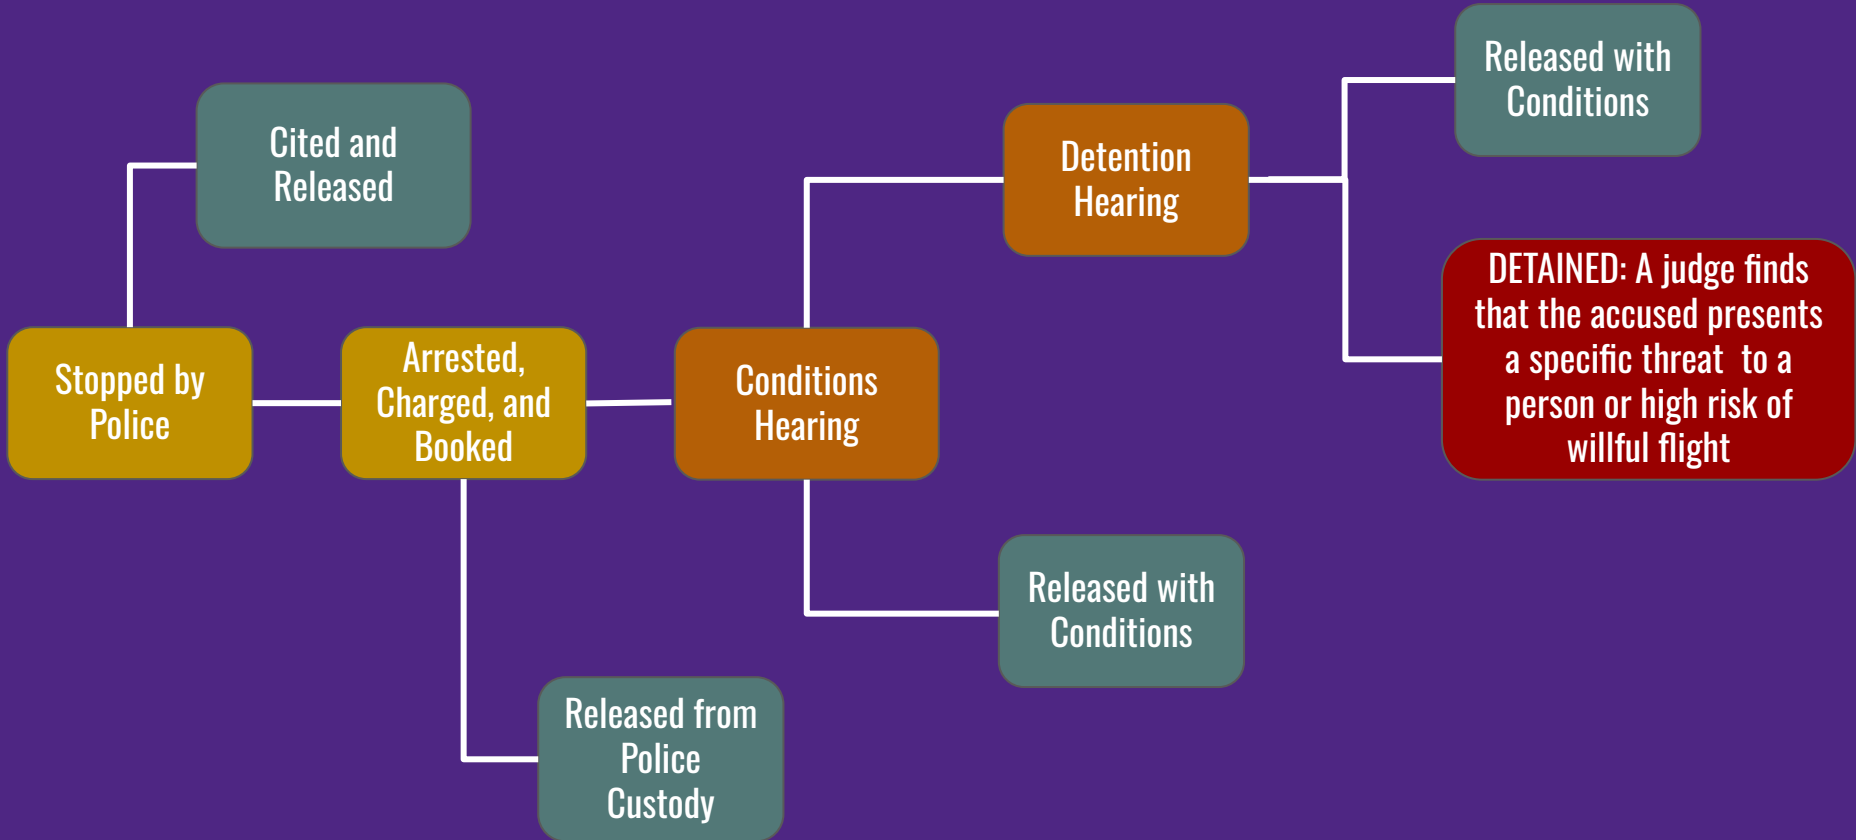 Released with
Conditions
Cited and
Released
Detention
Hearing
DETAINED: A judge finds
that the accused presents
a specific threat  to a
person or high risk of
willful flight
Stopped by
Police
Arrested,
Charged, and
Booked
Conditions
Hearing
Released with
Conditions
Released from
Police
Custody